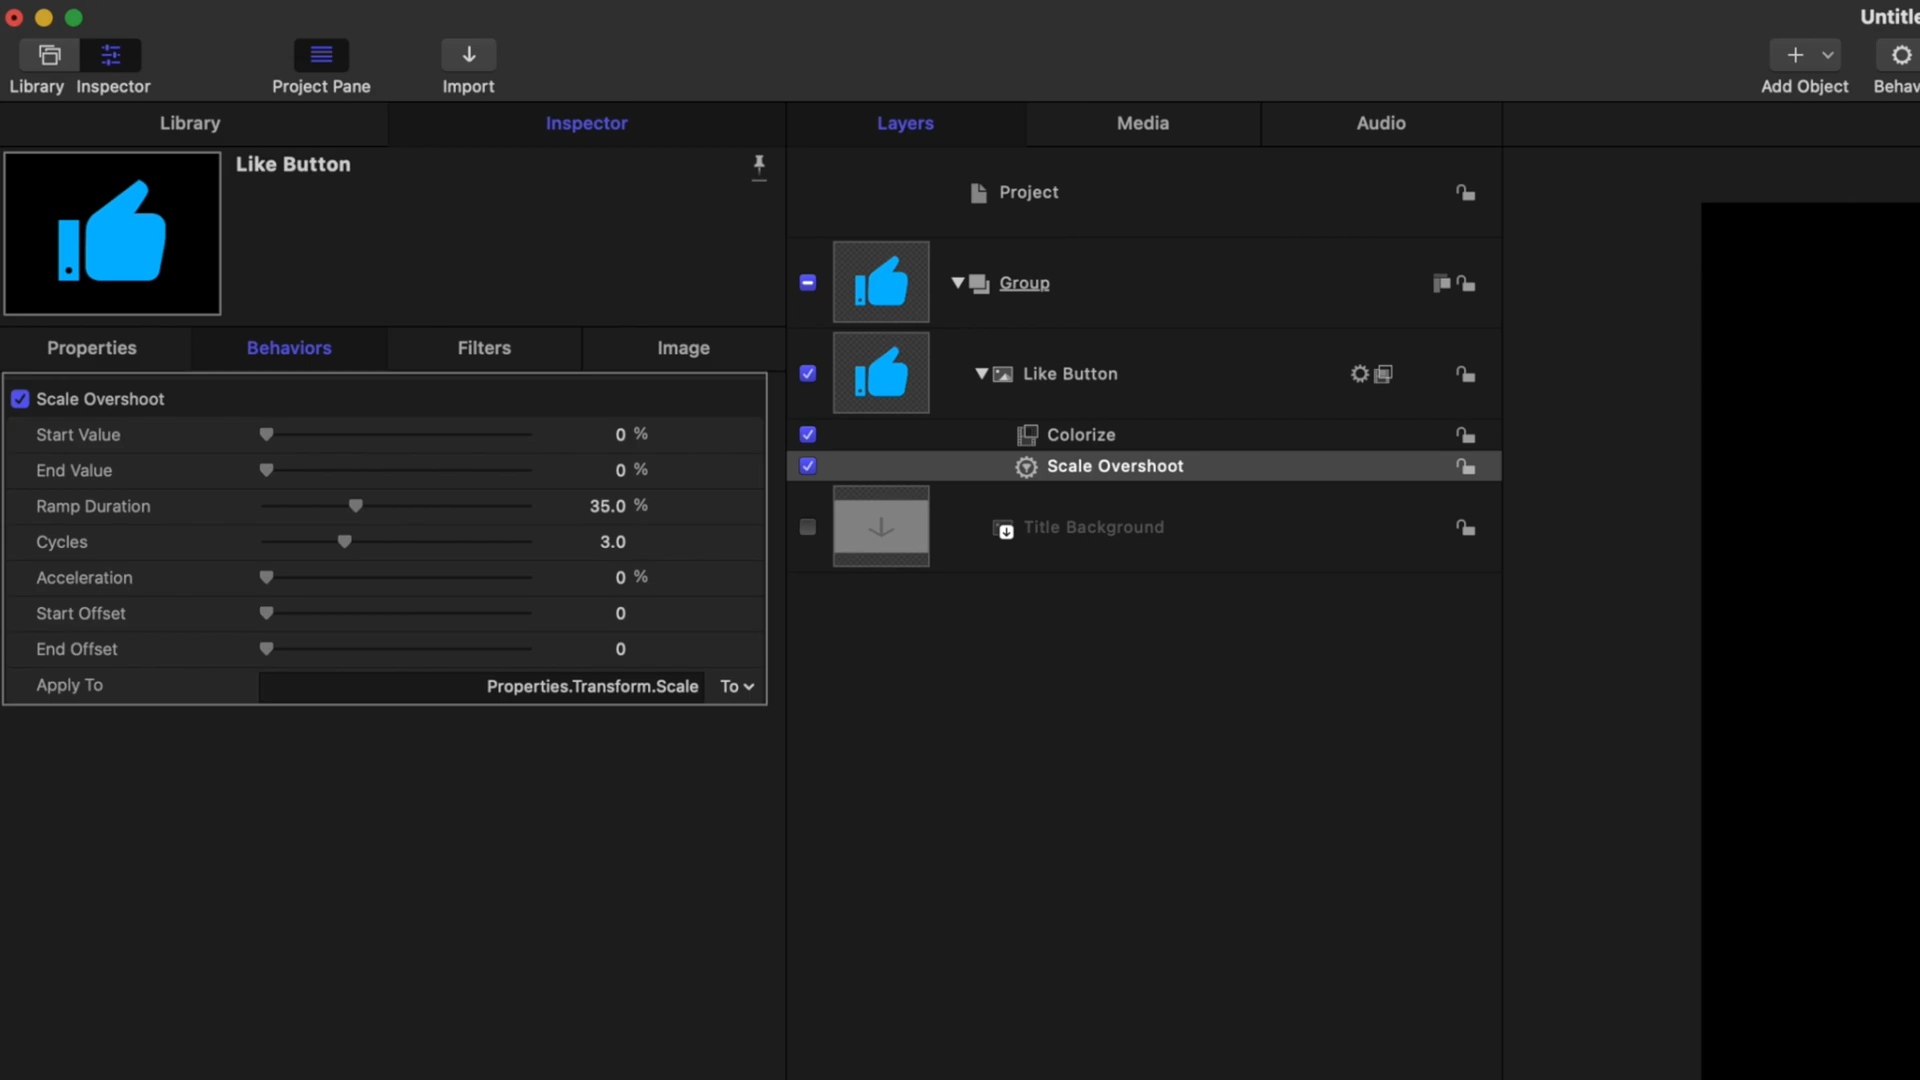 Untitle
Library
Inspector
Project Pane
Import
Add Object
Behav
Library
Inspector
Layers
Media
Audio
Like Button
Project
Group
Properties
Behaviors
Filters
Image
Like Button
Scale Overshoot
Start Value 0 %
End Value 0 %
Ramp Duration 35.0 %
Cycles 3.0
Acceleration 0 %
Start Offset 0
End Offset 0
Apply To Properties.Transform.Scale To
Colorize
Scale Overshoot
Title Background